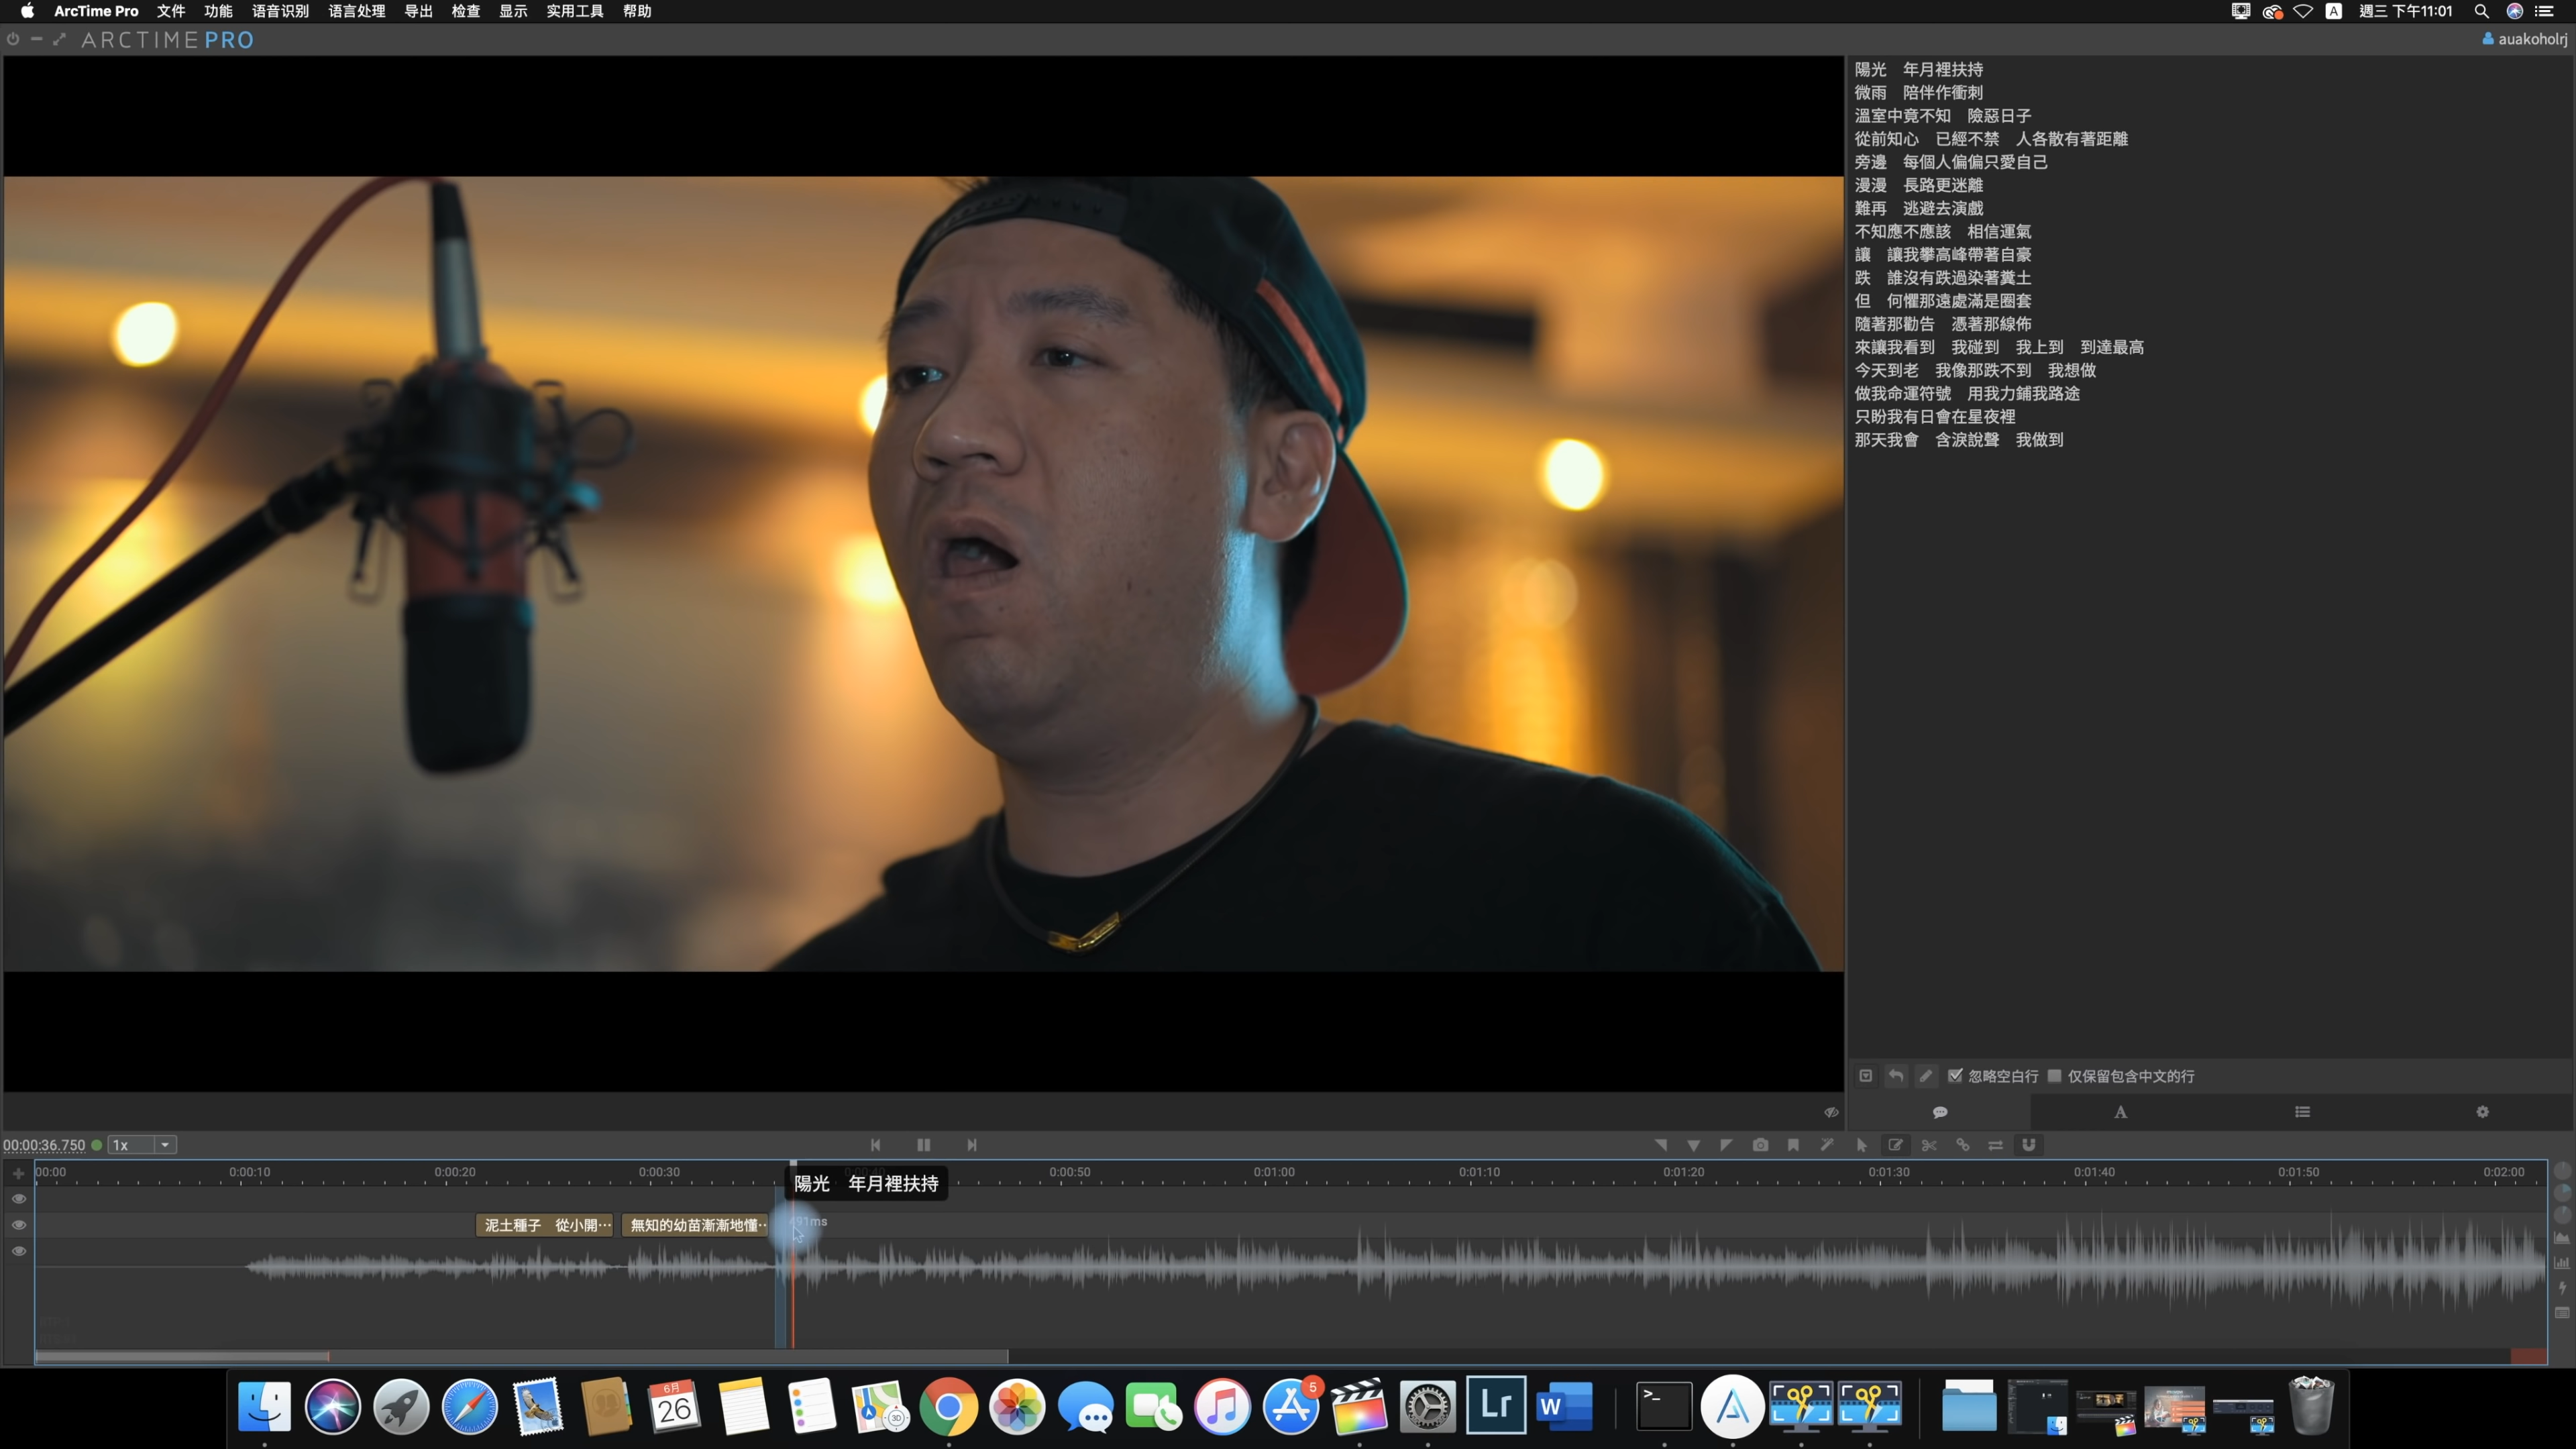 ArcTime Pro 文件 功能 语音识别 语言处理 导出 检查 显示 实用工具 帮助
A 週三 下午11:01
ARCTIMEPRO
auakoholrj
陽光 年月裡扶持
微雨 陪伴作衝刺
溫室中竟不知 險惡日子
從前知心 已經不禁 人各散有著距離
旁邊 每個人偏偏只愛自己
漫漫 長路更迷離
難再 逃避去演戲
不知應不應該 相信運氣
讓 讓我攀高峰帶著自豪
跌 誰沒有跌過染著糞土
但 何懼那遠處滿是圈套
隨著那勸告 憑著那線佈
來讓我看到 我碰到 我上到 到達最高
今天到老 我像那跌不到 我想做
做我命運符號 用我力鋪我路途
只盼我有日會在星夜裡
那天我會 含淚說聲 我做到
忽略空白行 仅保留包含中文的行
A
00:00:36.750 1x
00:00 0:00:10 0:00:20 0:00:30 0:00:40 0:00:50 0:01:00 0:01:10 0:01:20 0:01:30 0:01:40 0:01:50 0:02:00
陽光 年月裡扶持
泥土種子 從小開… 無知的幼苗漸漸地懂…
6月
26
3D
5
Lr
W
>_